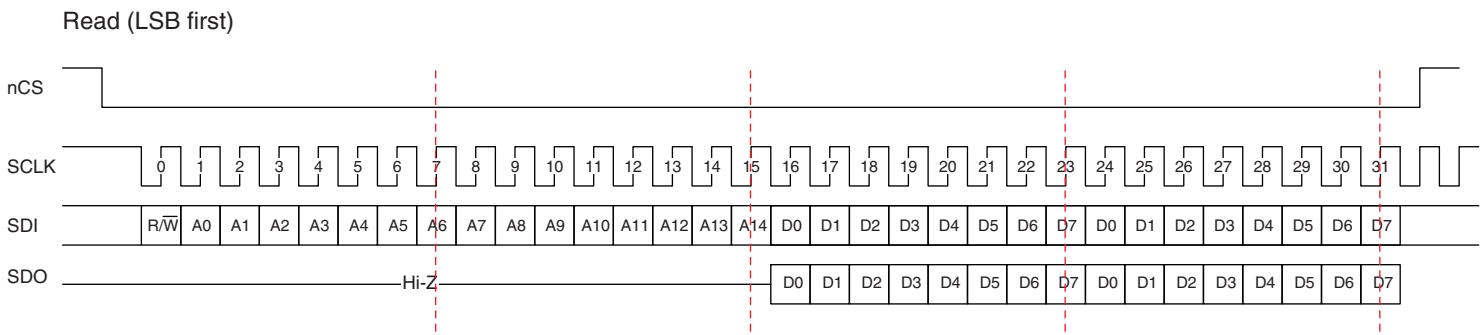 Read (LSB first)
nCS
SCLK 0 1 2 3 4 5 6 7 8 9 10 11 12 13 14 15 16 17 18 19 20 21 22 23 24 25 26 27 28 29 30 31
SDI R/W̅ A0 A1 A2 A3 A4 A5 A6 A7 A8 A9 A10 A11 A12 A13 A14 D0 D1 D2 D3 D4 D5 D6 D7 D0 D1 D2 D3 D4 D5 D6 D7
SDO Hi-Z D0 D1 D2 D3 D4 D5 D6 D7 D0 D1 D2 D3 D4 D5 D6 D7